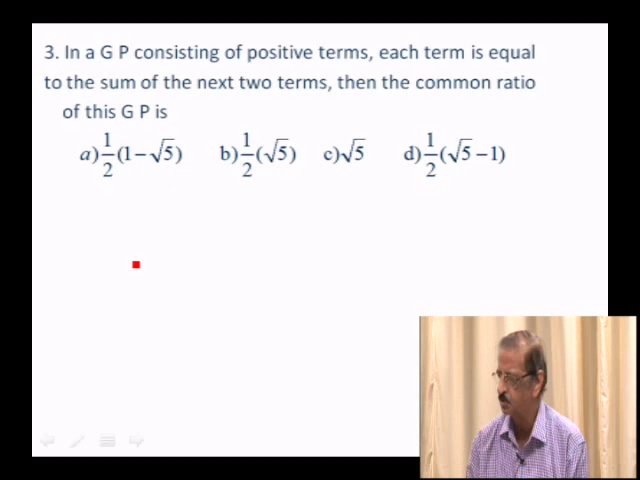 3. In a G P consisting of positive terms, each term is equal
to the sum of the next two terms, then the common ratio
of this G P is
a) 1/2 (1 − √5) b) 1/2 (√5) c) √5 d) 1/2 (√5 − 1)